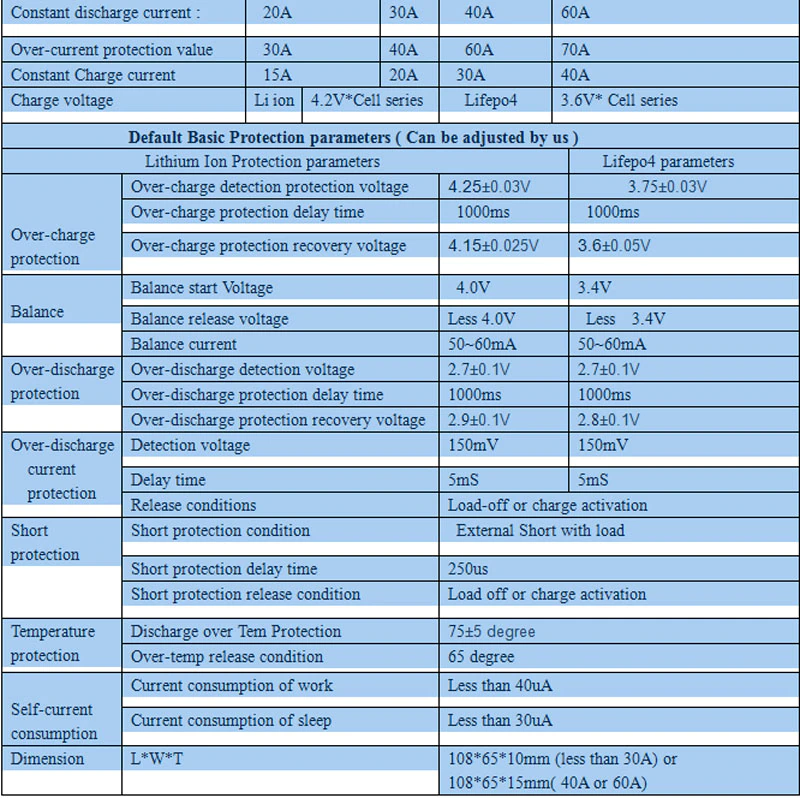 Constant discharge current : 20A 30A 40A 60A
Over-current protection value 30A 40A 60A 70A
Constant Charge current 15A 20A 30A 40A
Charge voltage Li ion 4.2V*Cell series Lifepo4 3.6V* Cell series
Default Basic Protection parameters ( Can be adjusted by us )
Lithium Ion Protection parameters Lifepo4 parameters
Over-charge detection protection voltage 4.25±0.03V 3.75±0.03V
Over-charge protection delay time 1000ms 1000ms
Over-charge
protection
Over-charge protection recovery voltage 4.15±0.025V 3.6±0.05V
Balance start Voltage 4.0V 3.4V
Balance
Balance release voltage Less 4.0V Less 3.4V
Balance current 50~60mA 50~60mA
Over-discharge
protection
Over-discharge detection voltage 2.7±0.1V 2.7±0.1V
Over-discharge protection delay time 1000ms 1000ms
Over-discharge protection recovery voltage 2.9±0.1V 2.8±0.1V
Over-discharge
current
protection
Detection voltage 150mV 150mV
Delay time 5mS 5mS
Release conditions Load-off or charge activation
Short
protection
Short protection condition External Short with load
Short protection delay time 250us
Short protection release condition Load off or charge activation
Temperature
protection
Discharge over Tem Protection 75±5 degree
Over-temp release condition 65 degree
Self-current
consumption
Current consumption of work Less than 40uA
Current consumption of sleep Less than 30uA
Dimension L*W*T 108*65*10mm (less than 30A) or
108*65*15mm( 40A or 60A)